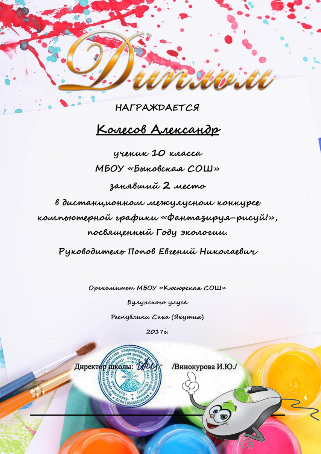 Диплом
НАГРАЖДАЕТСЯ
Колесов Александр
ученик 10 класса
МБОУ «Быковская СОШ»
занявший 2 место
в дистанционном межулусном конкурсе
компьютерной графики «Фантазируя-рисуй!»,
посвященный Году экологии.
Руководитель Попов Евгений Николаевич
Оргкомитет МБОУ «Кюсюрская СОШ»
Булунского улуса
Республики Саха (Якутия)
2017г.
Директор школы: /Винокурова И.Ю./